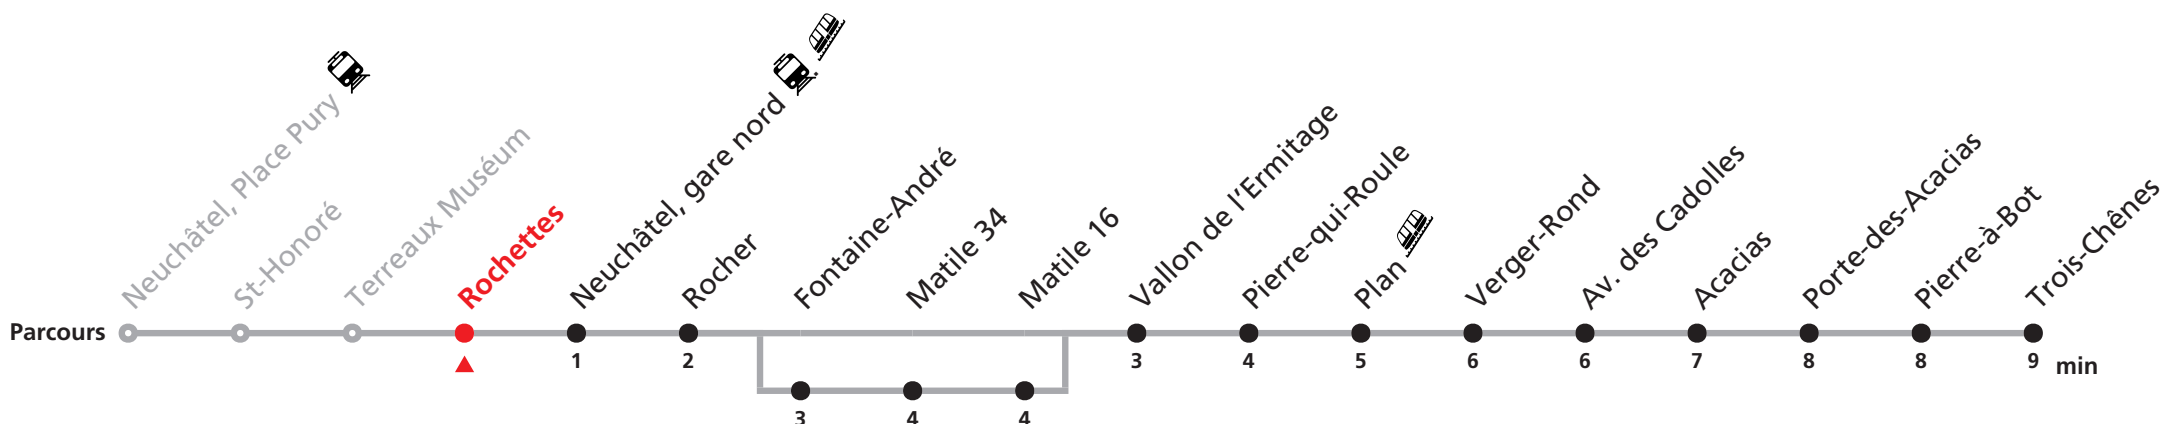 Neuchâtel, Place Pury
St-Honoré
Terreaux Muséum
Rochettes
Neuchâtel, gare nord
Rocher
Fontaine-André
Matile 34
Matile 16
Vallon de l'Ermitage
Pierre-qui-Roule
Plan
Verger-Rond
Av. des Cadolles
Acacias
Porte-des-Acacias
Pierre-à-Bot
Trois-Chênes
Parcours
1 2 3 4 5 6 6 7 8 8 9 min
3 4 4